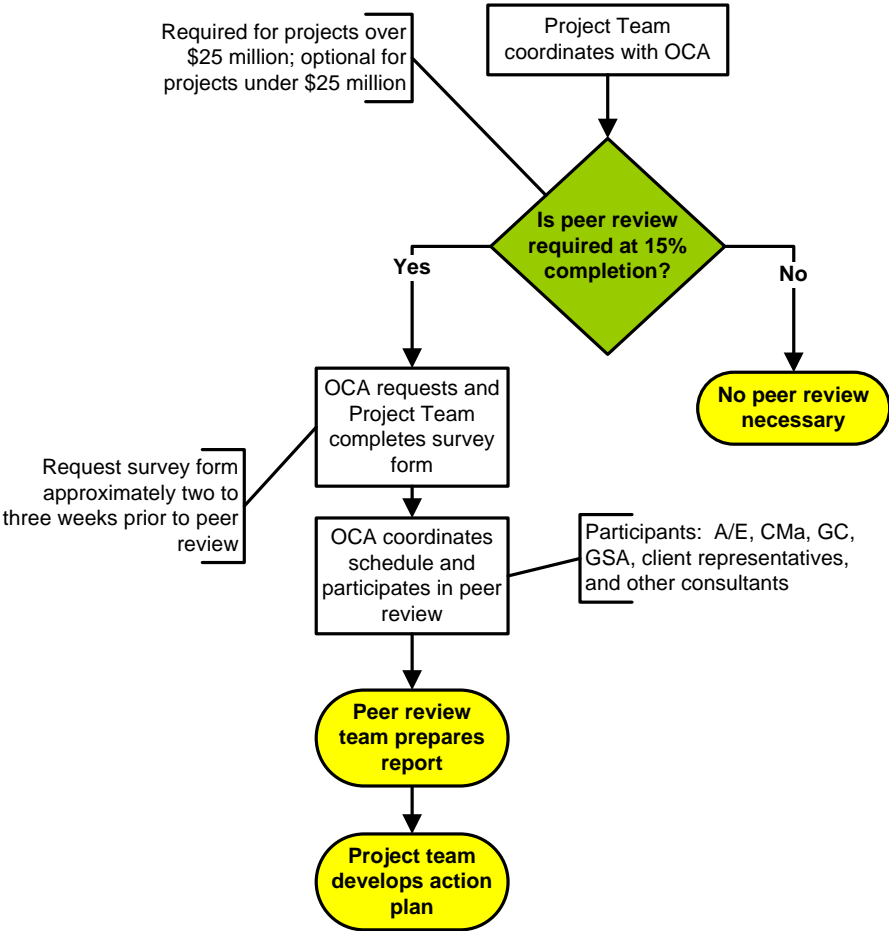 Required for projects over
$25 million; optional for
projects under $25 million
Project Team
coordinates with OCA
Is peer review
required at 15%
completion?
Yes
No
OCA requests and
Project Team
completes survey
form
No peer review
necessary
Request survey form
approximately two to
three weeks prior to peer
review
OCA coordinates
schedule and
participates in peer
review
Participants:  A/E, CMa, GC,
GSA, client representatives,
and other consultants
Peer review
team prepares
report
Project team
develops action
plan